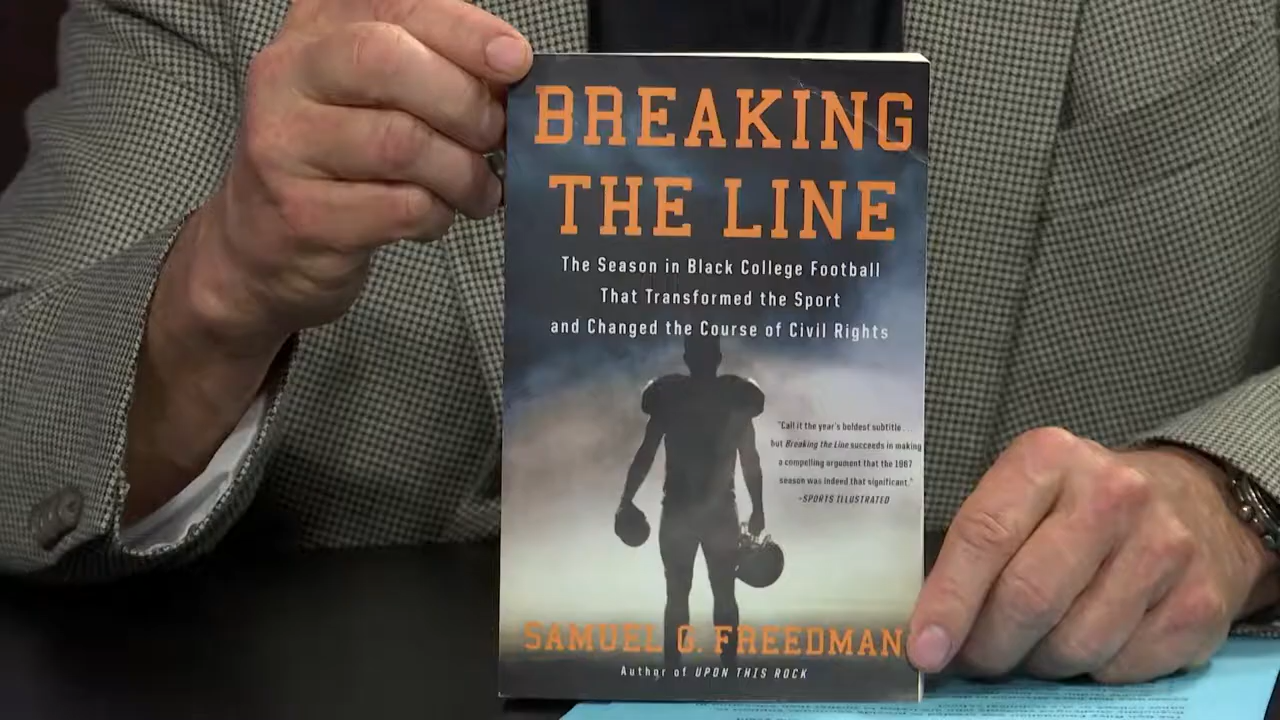 BREAKING
THE LINE
The Season in Black College Football
That Transformed the Sport
and Changed the Course of Civil Rights
"Call it the year's boldest subtitle ...
but Breaking the Line succeeds in making
a compelling argument that the 1967
season was indeed that significant."
-SPORTS ILLUSTRATED
SAMUEL G. FREEDMAN
Author of UPON THIS ROCK